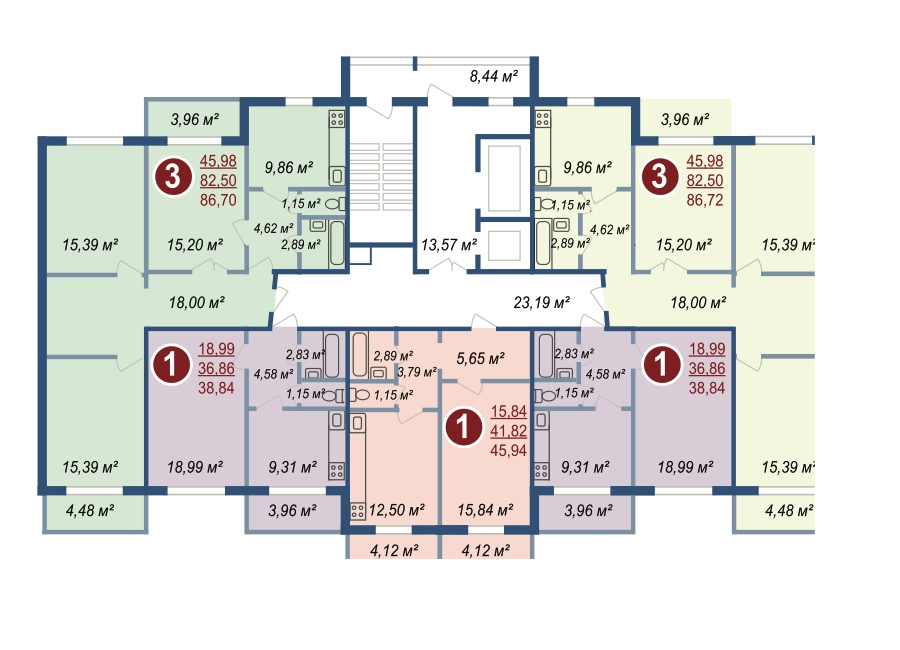 8,44 м²
3,96 м²
3,96 м²
9,86 м²
9,86 м²
3
45,98
82,50
86,70
3
45,98
82,50
86,72
1,15 м²
1,15 м²
4,62 м²
4,62 м²
2,89 м²
2,89 м²
15,39 м²
15,20 м²
13,57 м²
15,20 м²
15,39 м²
18,00 м²
23,19 м²
18,00 м²
1
18,99
36,86
38,84
2,83 м²
2,89 м²
5,65 м²
2,83 м²
1
18,99
36,86
38,84
4,58 м²
3,79 м²
4,58 м²
1,15 м²
1,15 м²
1,15 м²
1
15,84
41,82
45,94
15,39 м²
18,99 м²
9,31 м²
9,31 м²
18,99 м²
15,39 м²
4,48 м²
3,96 м²
12,50 м²
15,84 м²
3,96 м²
4,48 м²
4,12 м²
4,12 м²